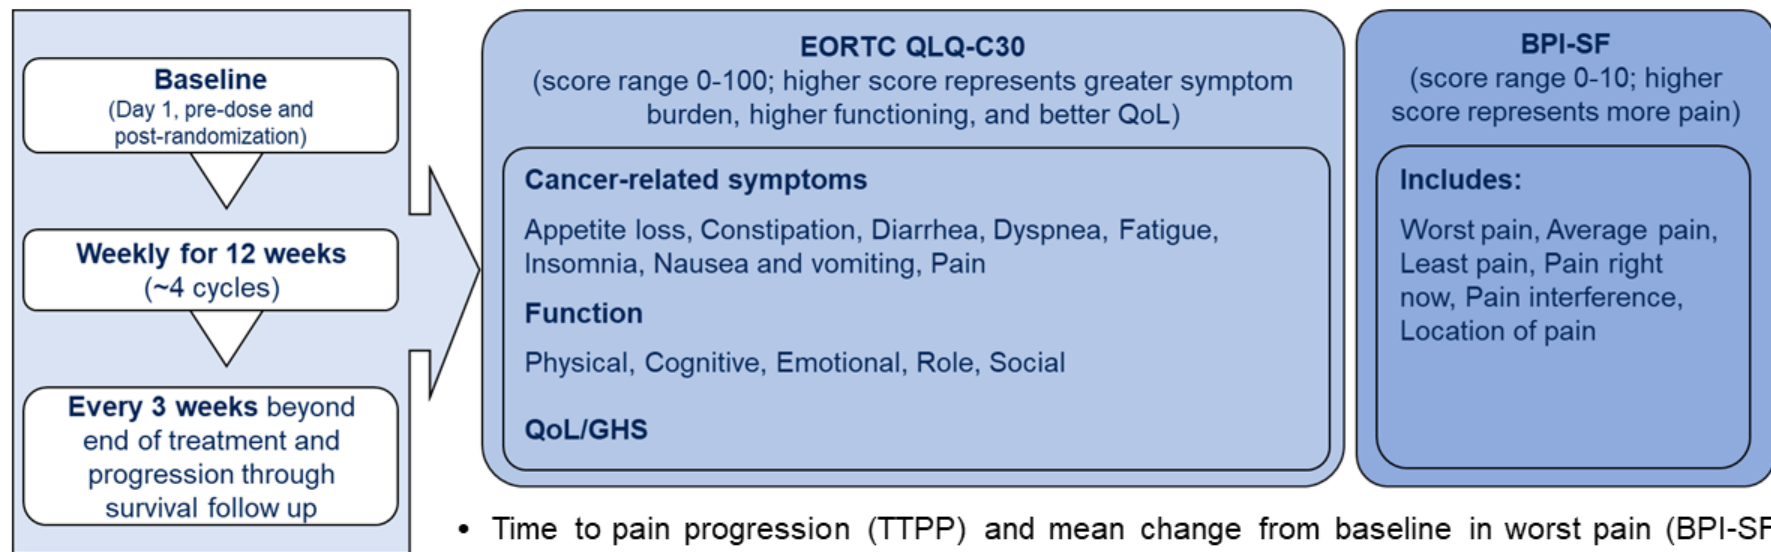 Baseline
(Day 1, pre-dose and
post-randomization)
Weekly for 12 weeks
(~4 cycles)
Every 3 weeks beyond
end of treatment and
progression through
survival follow up
EORTC QLQ-C30
(score range 0-100; higher score represents greater symptom
burden, higher functioning, and better QoL)
Cancer-related symptoms
Appetite loss, Constipation, Diarrhea, Dyspnea, Fatigue,
Insomnia, Nausea and vomiting, Pain
Function
Physical, Cognitive, Emotional, Role, Social
QoL/GHS
BPI-SF
(score range 0-10; higher
score represents more pain)
Includes:
Worst pain, Average pain,
Least pain, Pain right
now, Pain interference,
Location of pain
• Time to pain progression (TTPP) and mean change from baseline in worst pain (BPI-SF